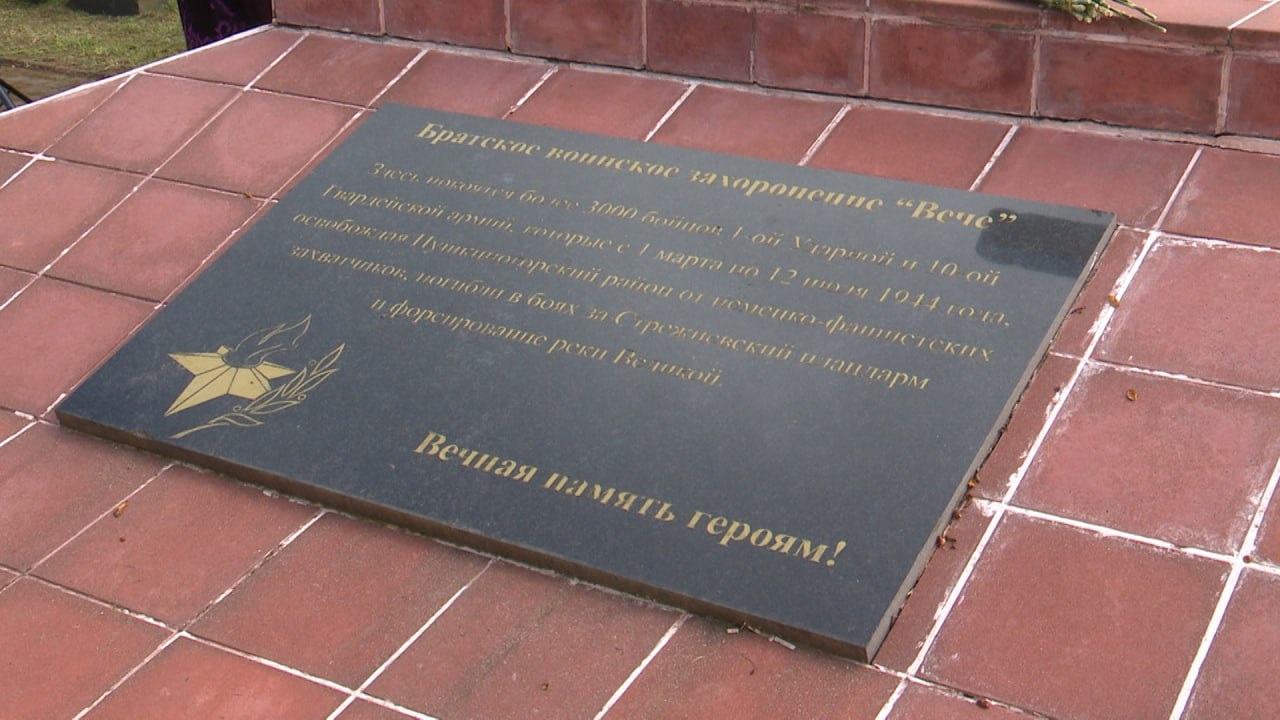 Братское воинское захоронение “Вече”
Здесь покоятся более 3000 бойцов 1-ой Ударной и 10-ой
Гвардейской армий, которые с 1 марта по 12 июля 1944 года,
освобождая Пушкиногорский район от немецко-фашистских
захватчиков, погибли в боях за Стрежневский плацдарм
и форсирование реки Великой.
Вечная память героям!